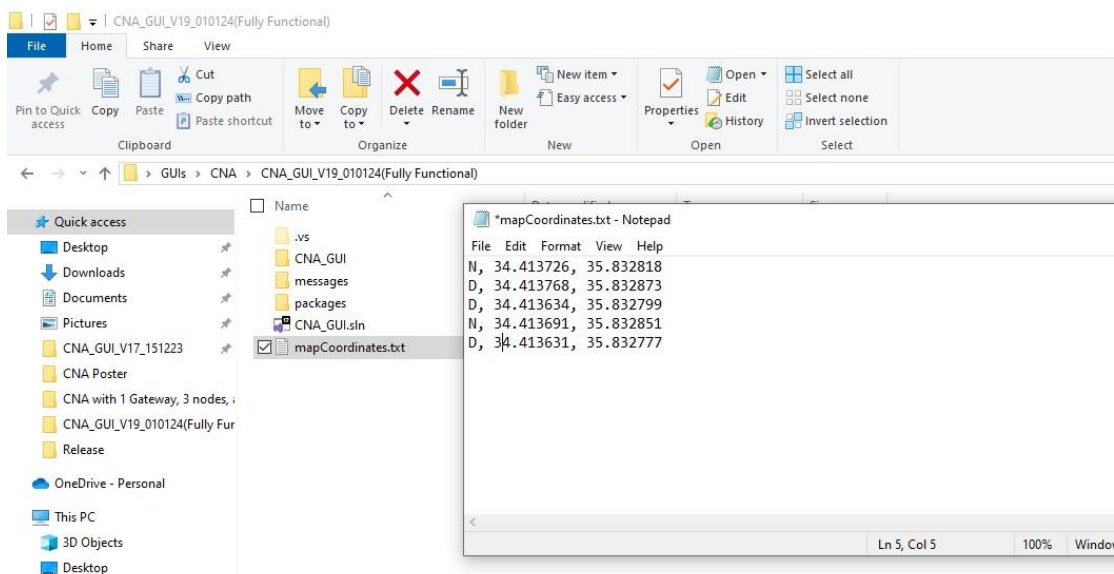 CNA_GUI_V19_010124(Fully Functional)
File Home Share View
Pin to Quick access
Copy
Paste
Cut
Copy path
Paste shortcut
Clipboard
Move to
Copy to
Delete
Rename
Organize
New folder
New item
Easy access
New
Properties
Open
Edit
History
Open
Select all
Select none
Invert selection
Select
GUIs > CNA > CNA_GUI_V19_010124(Fully Functional)
Quick access
Desktop
Downloads
Documents
Pictures
CNA_GUI_V17_151223
CNA Poster
CNA with 1 Gateway, 3 nodes,
CNA_GUI_V19_010124(Fully Fur
Release
OneDrive - Personal
This PC
3D Objects
Desktop
Name
.vs
CNA_GUI
messages
packages
CNA_GUI.sln
mapCoordinates.txt
*mapCoordinates.txt - Notepad
File Edit Format View Help
N, 34.413726, 35.832818
D, 34.413768, 35.832873
D, 34.413634, 35.832799
N, 34.413691, 35.832851
D, 34.413631, 35.832777
Ln 5, Col 5 100% Window